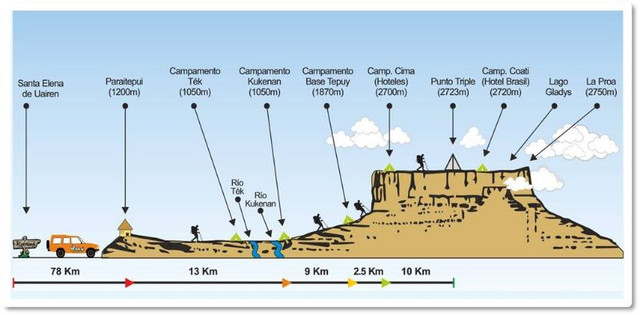 Santa Elena
de Uairen
Paraitepui
(1200m)
Campamento
Ték
(1050m)
Campamento
Kukenan
(1050m)
Campamento
Base Tepuy
(1870m)
Camp. Cima
(Hoteles)
(2700m)
Punto Triple
(2723m)
Camp. Coati
(Hotel Brasil)
(2720m)
Lago
Gladys
La Proa
(2750m)
Río
Ték
Río
Kukenan
78 Km
13 Km
9 Km
2.5 Km
10 Km